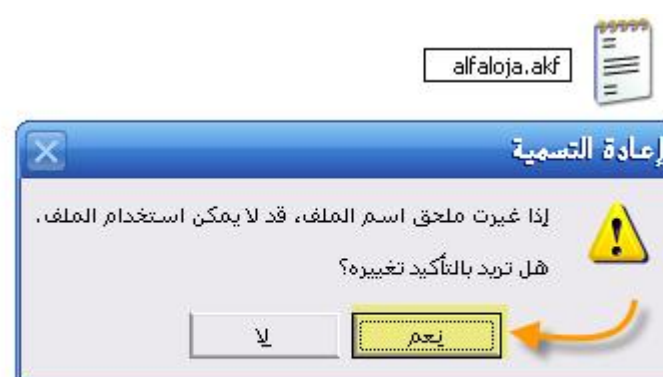 alfaloja.akf
إعادة التسمية
إذا غيرت ملحق اسم الملف، قد لا يمكن استخدام الملف.
هل تريد بالتأكيد تغييره؟
نعم
لا